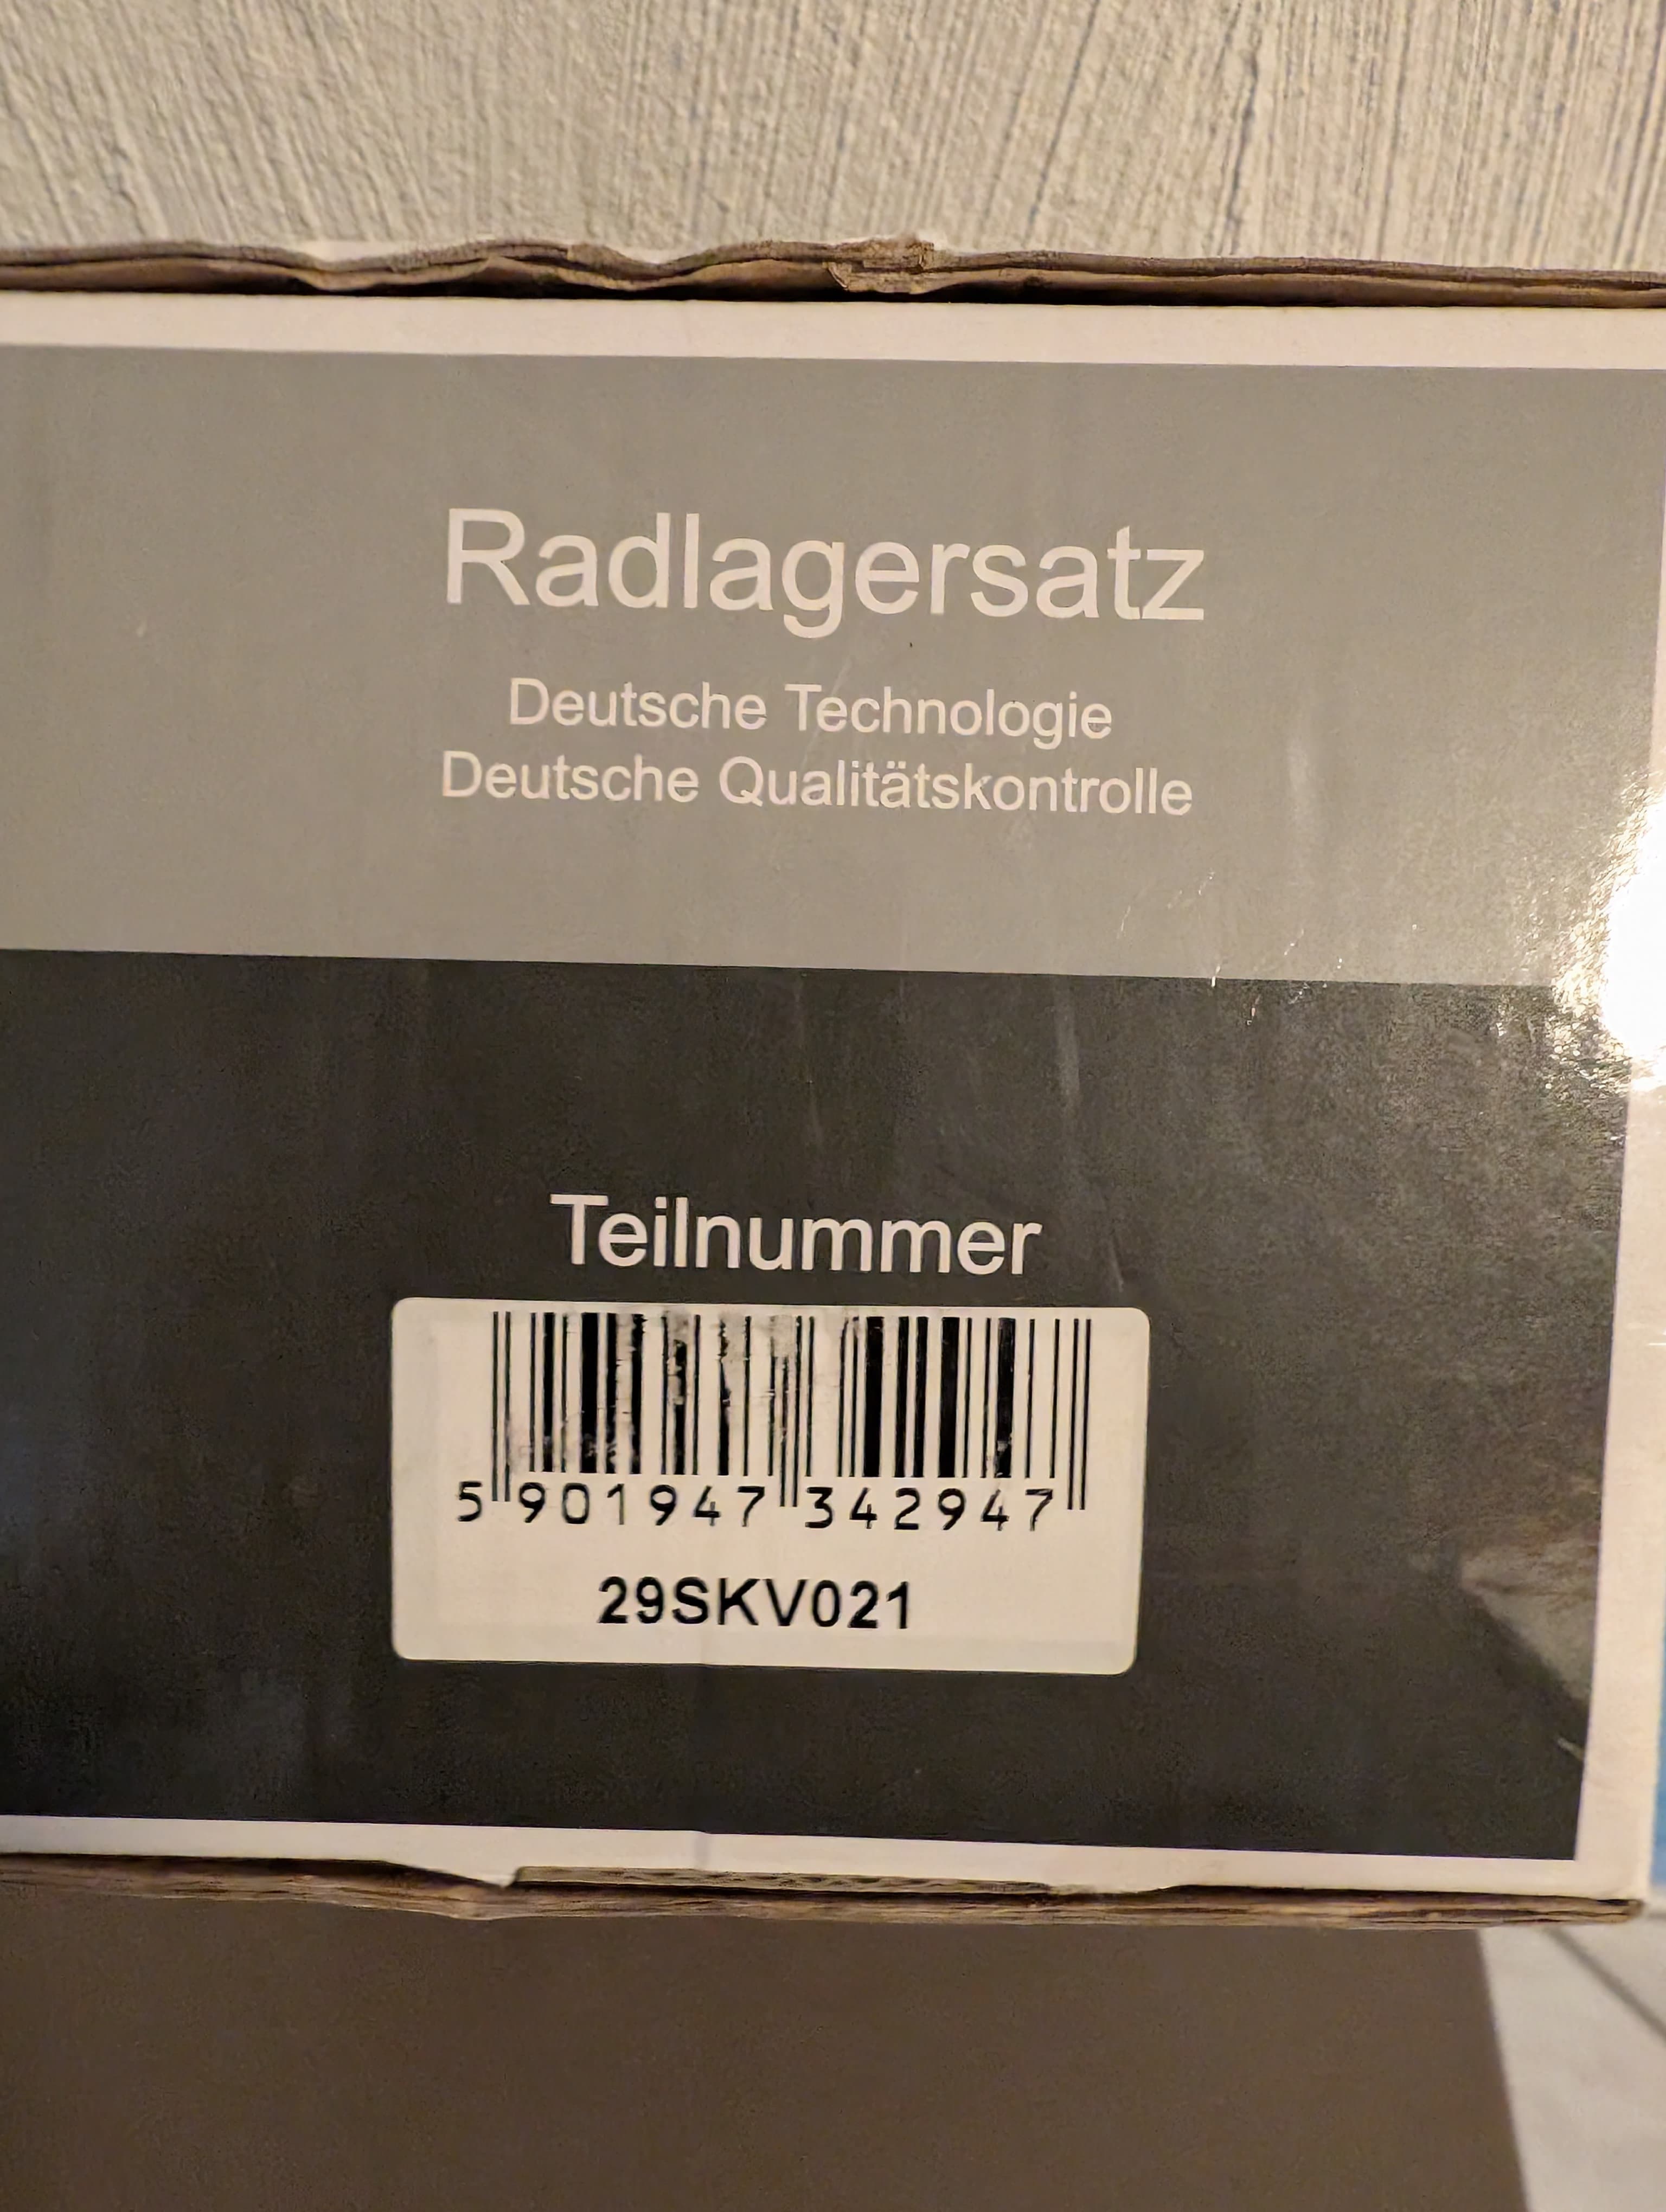 Radlagersatz
Deutsche Technologie
Deutsche Qualitätskontrolle
Teilnummer
5 901947 342947
29SKV021